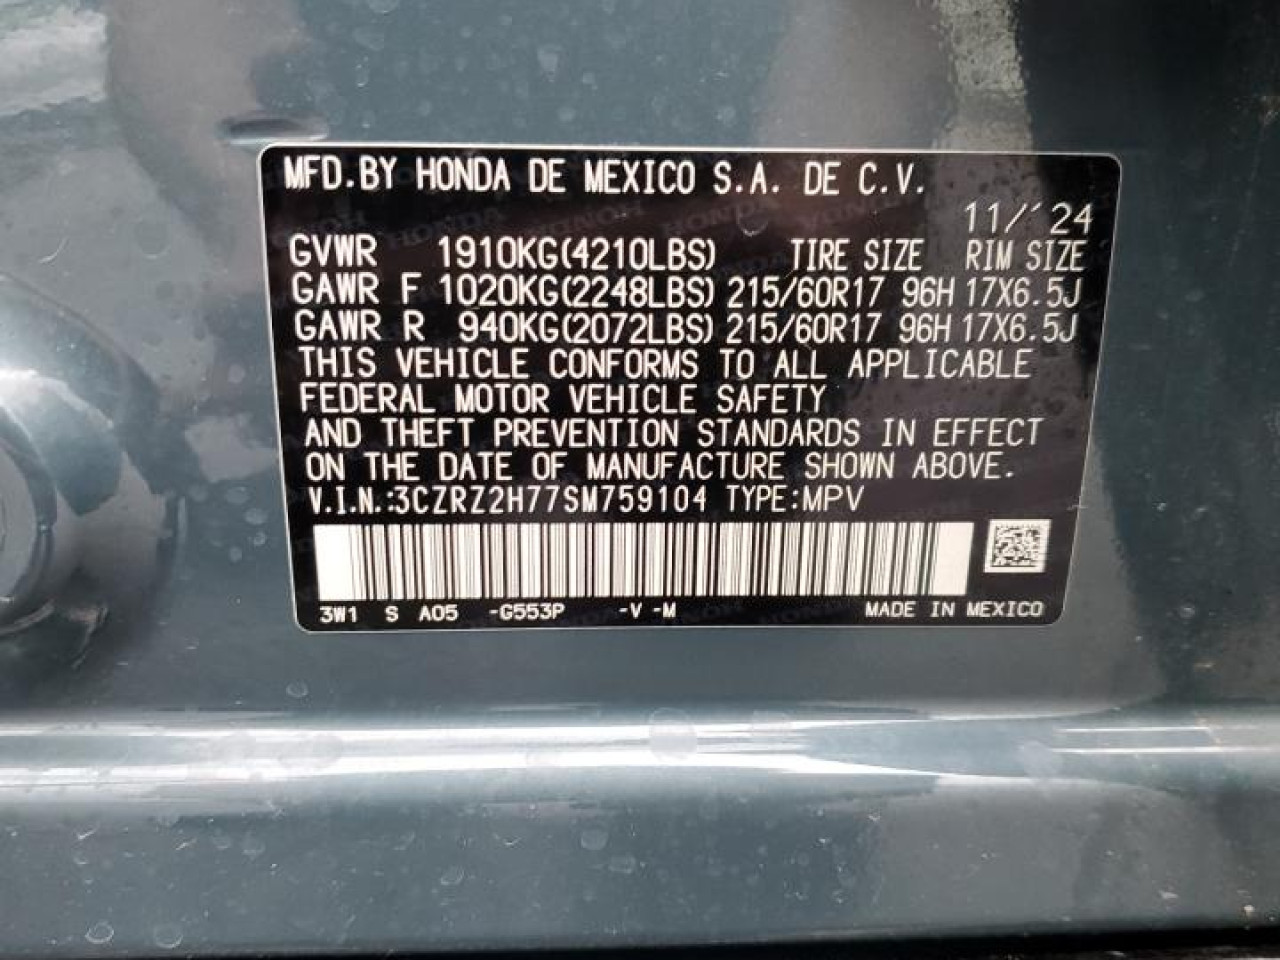 MFD.BY HONDA DE MEXICO S.A. DE C.V.
11/'24
GVWR 1910KG(4210LBS) TIRE SIZE RIM SIZE
GAWR F 1020KG(2248LBS) 215/60R17 96H 17X6.5J
GAWR R 940KG(2072LBS) 215/60R17 96H 17X6.5J
THIS VEHICLE CONFORMS TO ALL APPLICABLE
FEDERAL MOTOR VEHICLE SAFETY
AND THEFT PREVENTION STANDARDS IN EFFECT
ON THE DATE OF MANUFACTURE SHOWN ABOVE.
V.I.N.:3CZRZ2H77SM759104 TYPE:MPV
3W1 S A05 -G553P -V -M MADE IN MEXICO